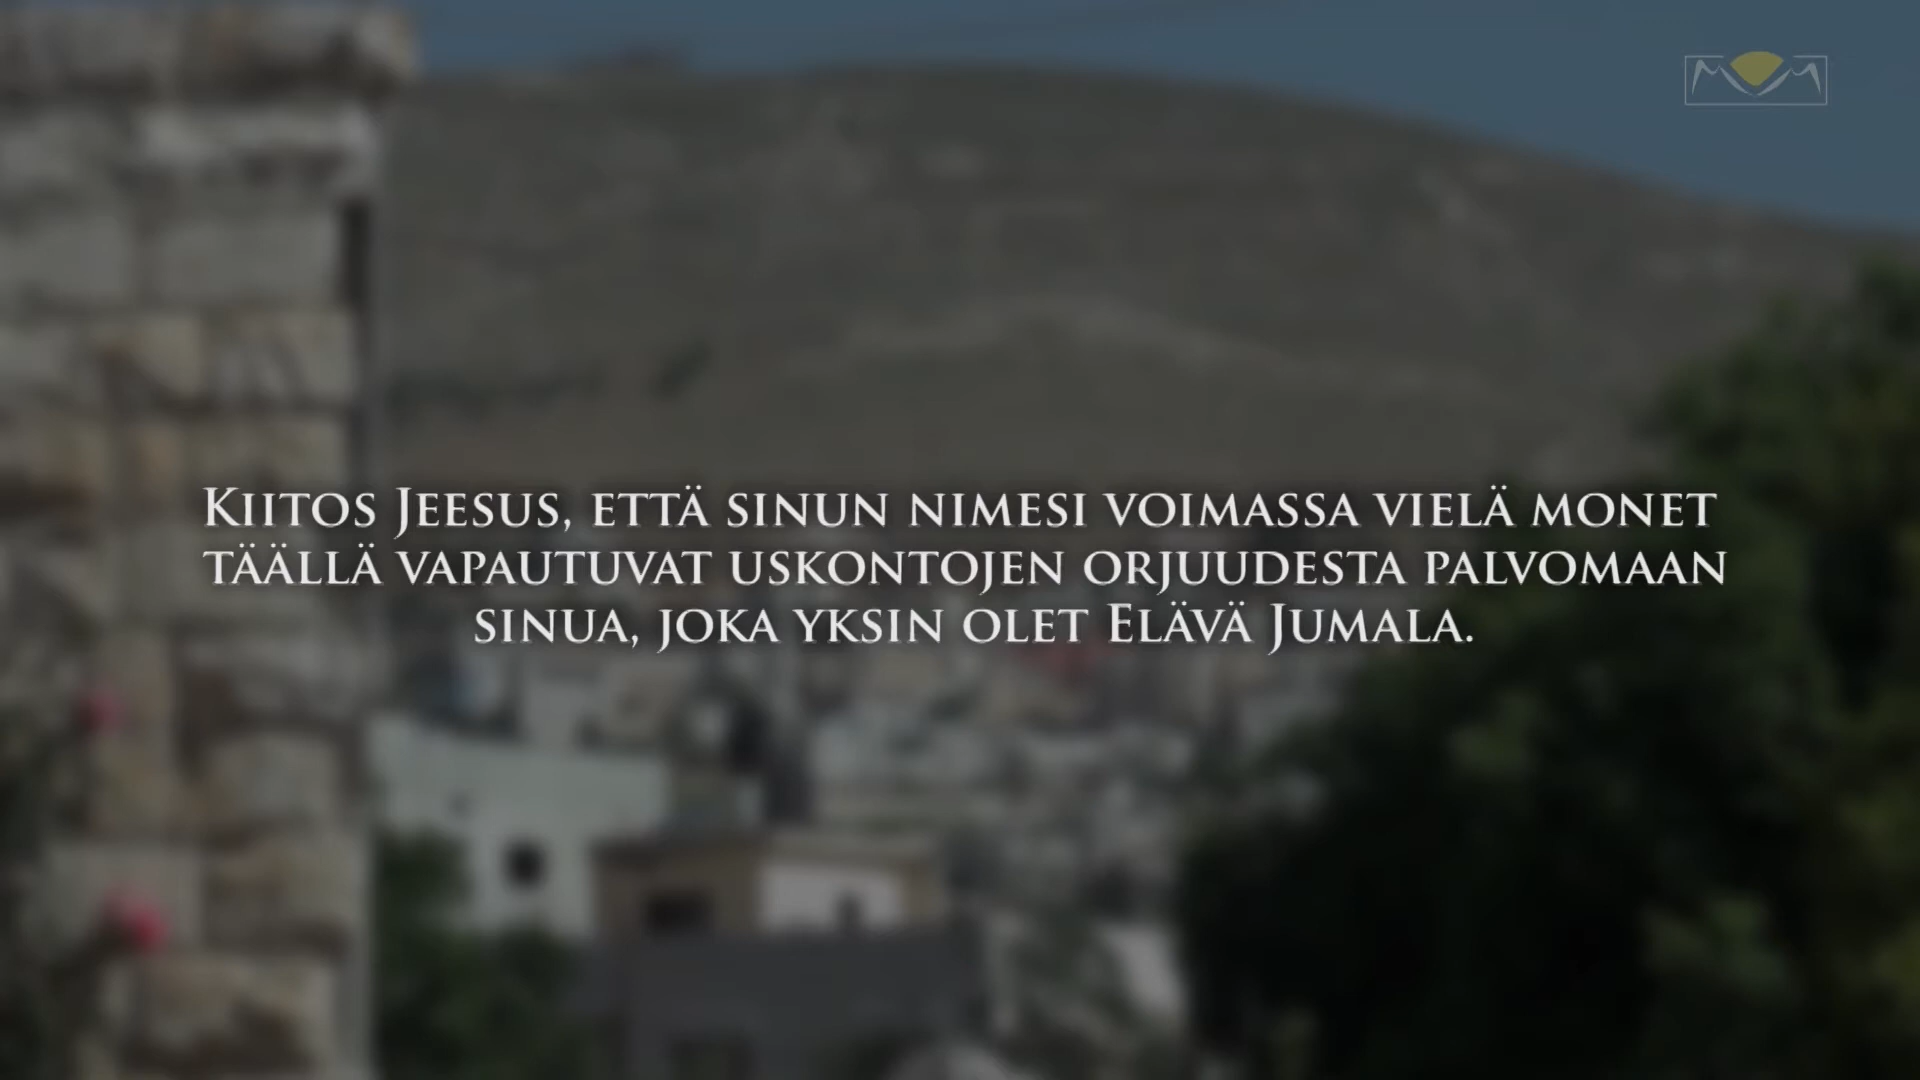 Kiitos Jeesus, että sinun nimesi voimassa vielä monet
täällä vapautuvat uskontojen orjuudesta palvomaan
sinua, joka yksin olet Elävä Jumala.